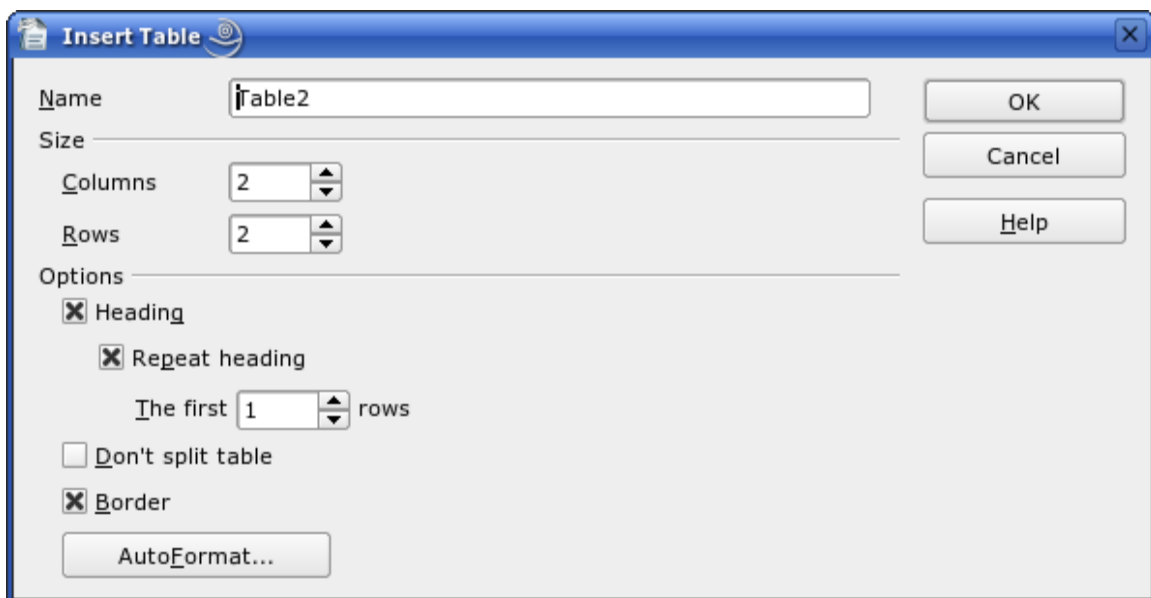 Insert Table
Name Table2 OK
Size
Cancel
Columns 2
Help
Rows 2
Options
Heading
Repeat heading
The first 1 rows
Don't split table
Border
AutoFormat...